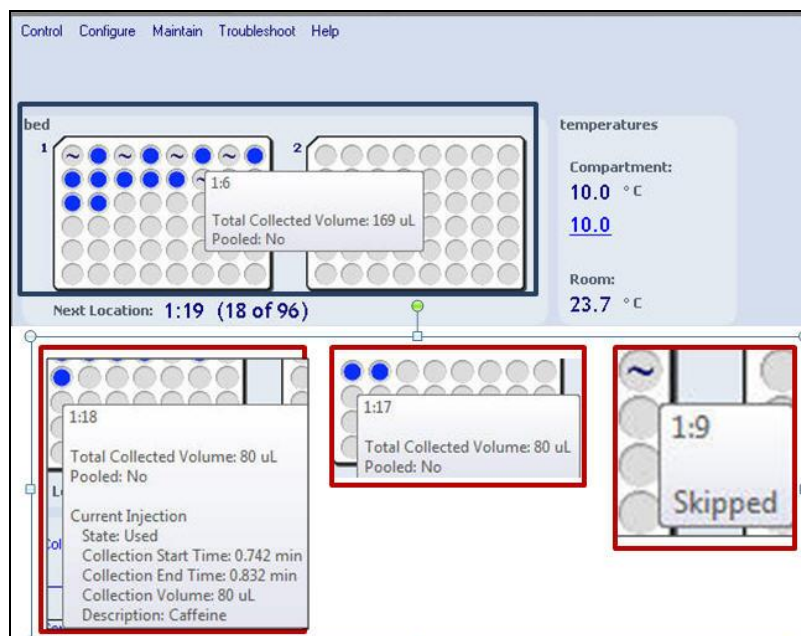 Control Configure Maintain Troubleshoot Help
bed
1
2
~ ~ ~ ~
~
1:6
Total Collected Volume: 169 uL
Pooled: No
Next Location: 1:19 (18 of 96)
temperatures
Compartment:
10.0 °C
10.0
Room:
23.7 °C
1:18
Total Collected Volume: 80 uL
Pooled: No
Current Injection
State: Used
Collection Start Time: 0.742 min
Collection End Time: 0.832 min
Collection Volume: 80 uL
Description: Caffeine
1:17
Total Collected Volume: 80 uL
Pooled: No
~
1:9
Skipped